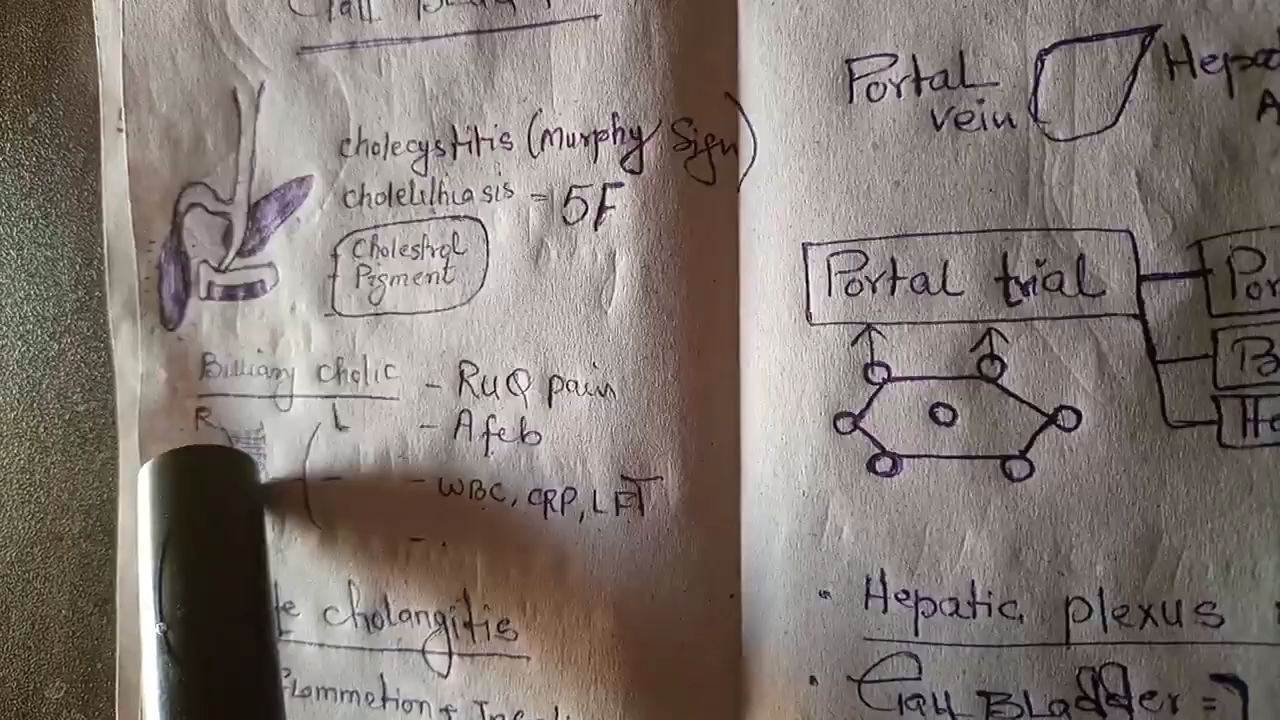 cholecystitis (Murphy Sign)
cholelithiasis = 5F
Cholestrol
Pigment
Billiary cholic - RUQ pain
R L - Afeb
- WBC, CRP, LFT
cholangitis
Portal
vein
Portal trial
• Hepatic plexus
• Gall Bladder =7